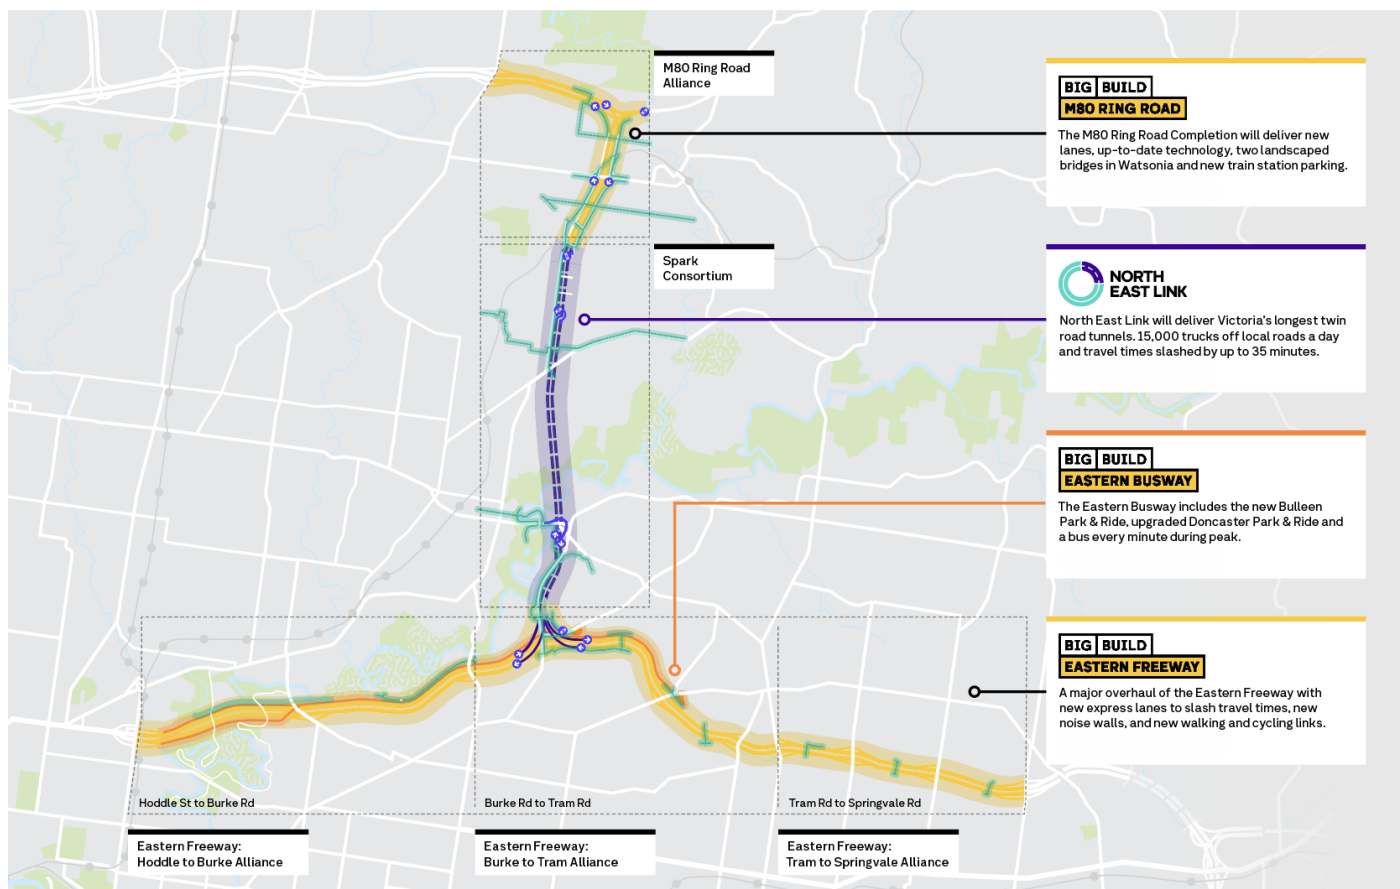 M80 Ring Road
Alliance
BIG BUILD
M80 RING ROAD
The M80 Ring Road Completion will deliver new
lanes, up-to-date technology, two landscaped
bridges in Watsonia and new train station parking.
Spark
Consortium
NORTH
EAST LINK
North East Link will deliver Victoria's longest twin
road tunnels. 15,000 trucks off local roads a day
and travel times slashed by up to 35 minutes.
BIG BUILD
EASTERN BUSWAY
The Eastern Busway includes the new Bulleen
Park & Ride, upgraded Doncaster Park & Ride and
a bus every minute during peak.
BIG BUILD
EASTERN FREEWAY
A major overhaul of the Eastern Freeway with
new express lanes to slash travel times, new
noise walls, and new walking and cycling links.
Hoddle St to Burke Rd
Burke Rd to Tram Rd
Tram Rd to Springvale Rd
Eastern Freeway:
Hoddle to Burke Alliance
Eastern Freeway:
Burke to Tram Alliance
Eastern Freeway:
Tram to Springvale Alliance